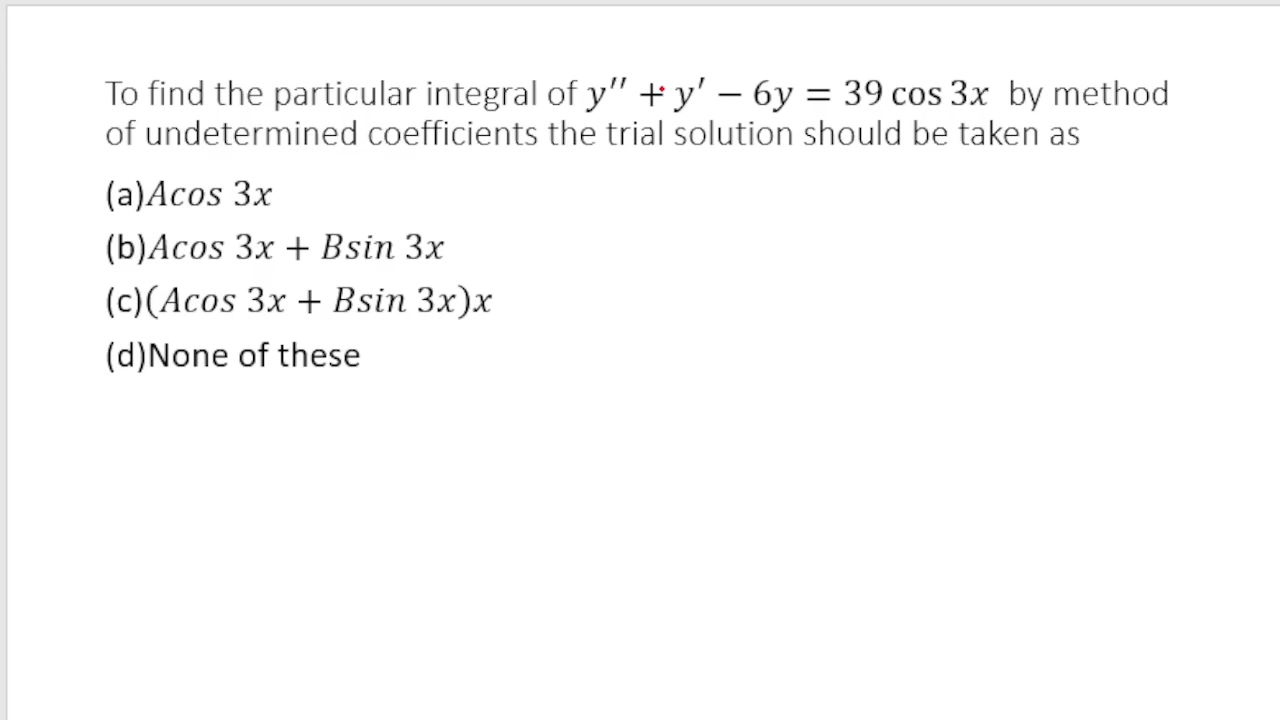 To find the particular integral of y′′ + y′ − 6y = 39 cos 3x by method
of undetermined coefficients the trial solution should be taken as
(a)Acos 3x
(b)Acos 3x + Bsin 3x
(c)(Acos 3x + Bsin 3x)x
(d)None of these